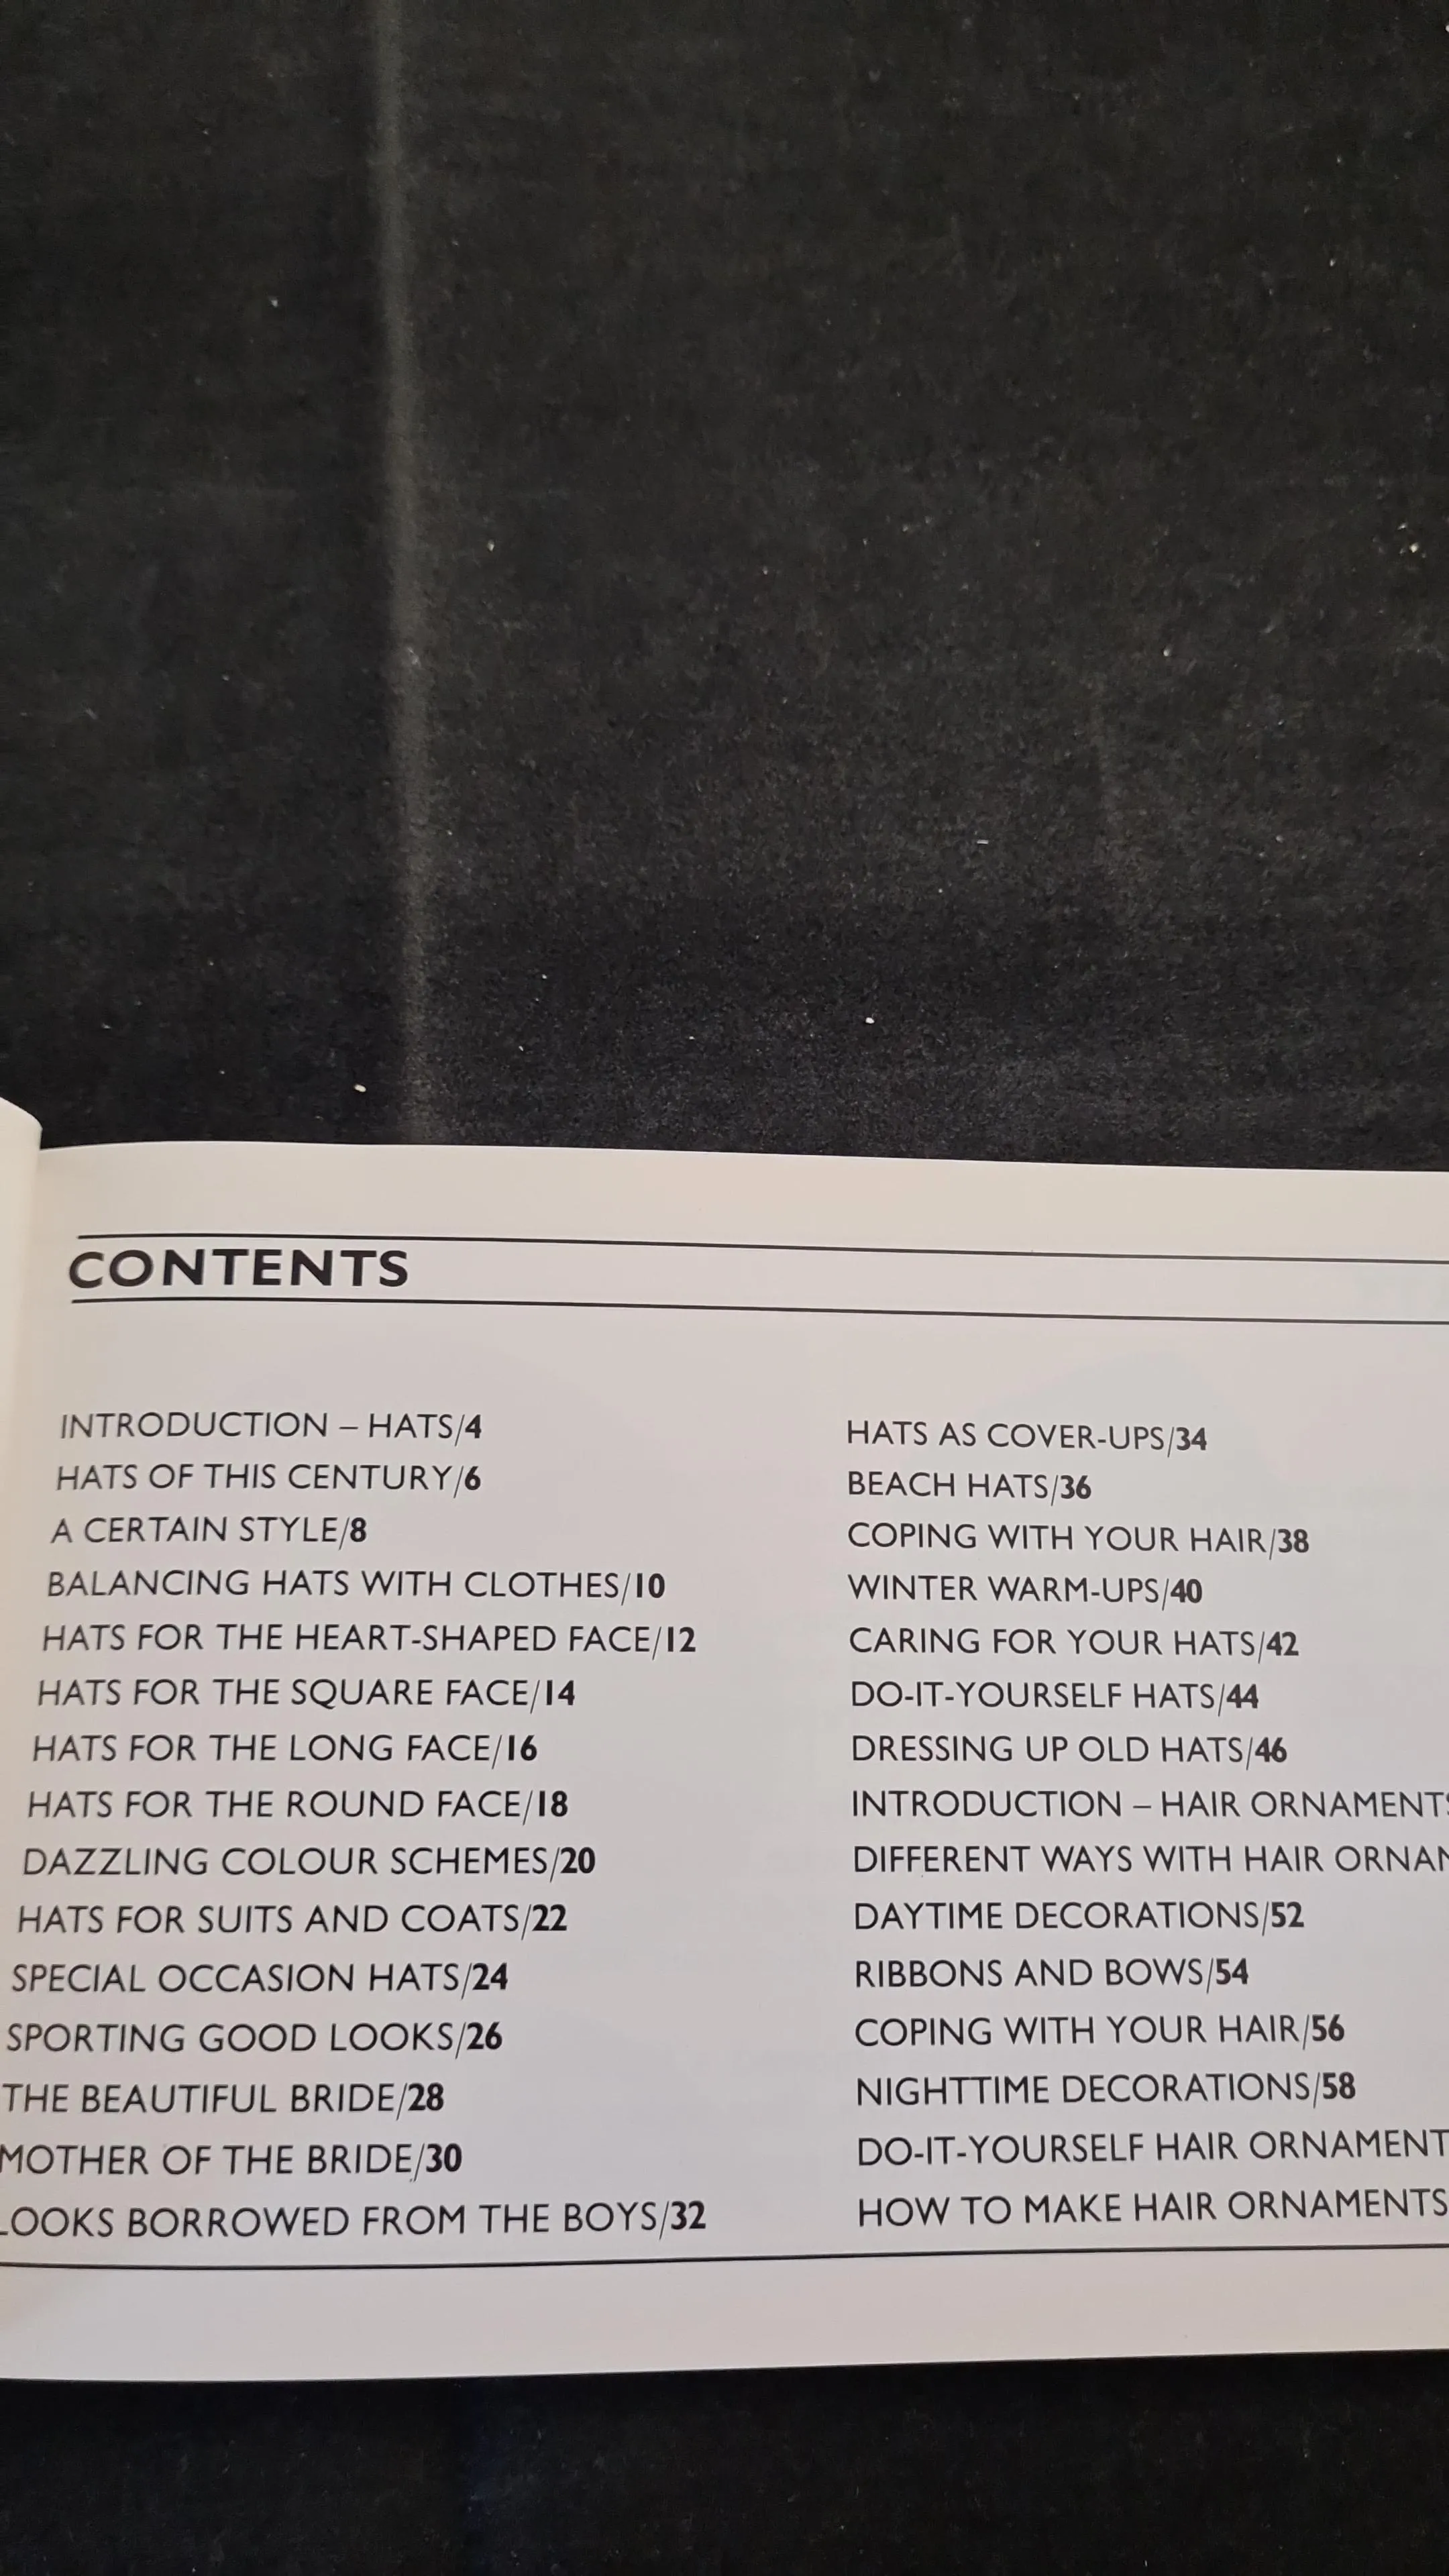 CONTENTS
INTRODUCTION – HATS/4
HATS OF THIS CENTURY/6
A CERTAIN STYLE/8
BALANCING HATS WITH CLOTHES/10
HATS FOR THE HEART-SHAPED FACE/12
HATS FOR THE SQUARE FACE/14
HATS FOR THE LONG FACE/16
HATS FOR THE ROUND FACE/18
DAZZLING COLOUR SCHEMES/20
HATS FOR SUITS AND COATS/22
SPECIAL OCCASION HATS/24
SPORTING GOOD LOOKS/26
THE BEAUTIFUL BRIDE/28
MOTHER OF THE BRIDE/30
LOOKS BORROWED FROM THE BOYS/32
HATS AS COVER-UPS/34
BEACH HATS/36
COPING WITH YOUR HAIR/38
WINTER WARM-UPS/40
CARING FOR YOUR HATS/42
DO-IT-YOURSELF HATS/44
DRESSING UP OLD HATS/46
INTRODUCTION – HAIR ORNAMENTS
DIFFERENT WAYS WITH HAIR
DAYTIME DECORATIONS/52
RIBBONS AND BOWS/54
COPING WITH YOUR HAIR/56
NIGHTTIME DECORATIONS/58
DO-IT-YOURSELF HAIR ORNAMENT
HOW TO MAKE HAIR ORNAMENTS